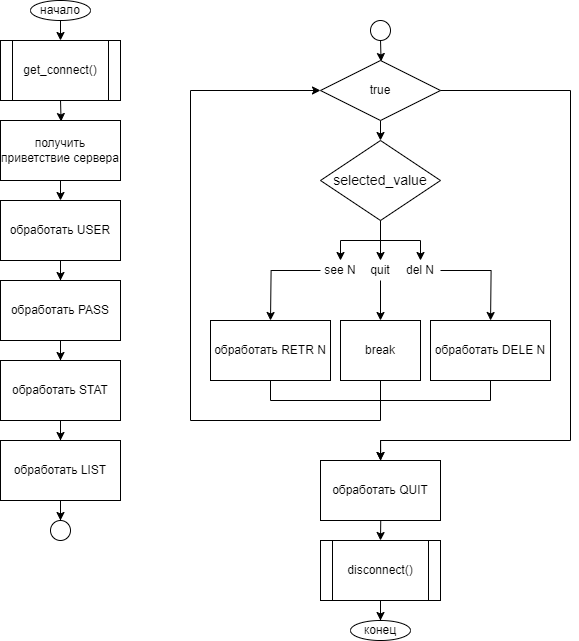 начало
get_connect()
получить
приветствие сервера
обработать USER
обработать PASS
обработать STAT
обработать LIST
true
selected_value
see N
quit
del N
обработать RETR N
break
обработать DELE N
обработать QUIT
disconnect()
конец